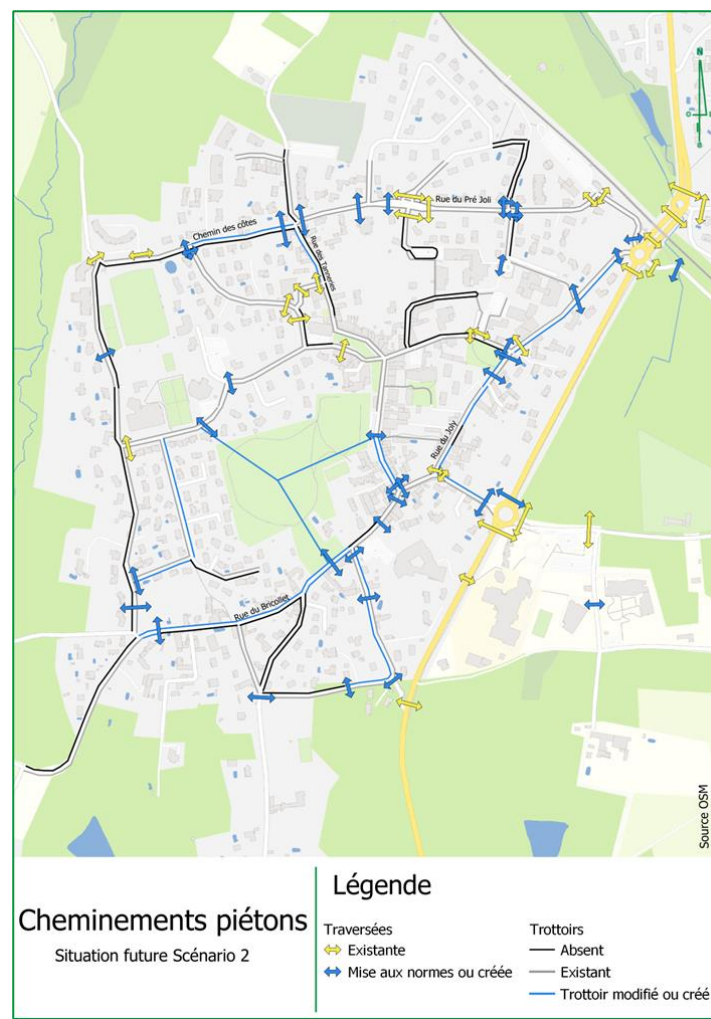 N
O
E
S
Rue du Pré Joli
Chemin des côtes
Rue des Tanneries
Rue du Joly
Rue du Bricollet
Source OSM
Cheminements piétons
Situation future Scénario 2
Légende
Traversées
Existante
Mise aux normes ou créée
Trottoirs
Absent
Existant
Trottoir modifié ou créé